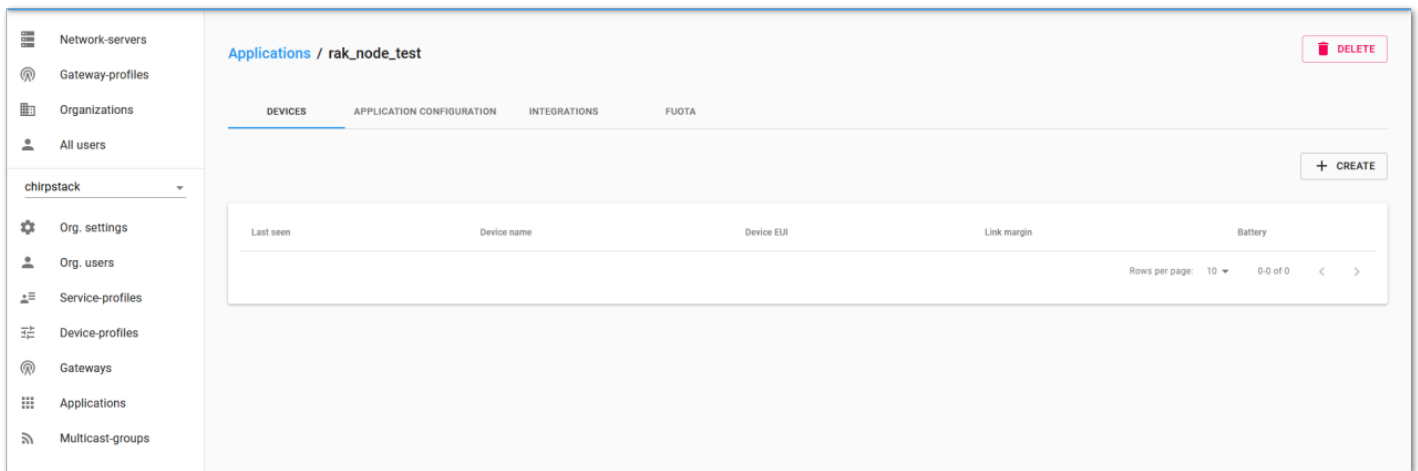 Network-servers
Gateway-profiles
Organizations
All users
chirpstack
Org. settings
Org. users
Service-profiles
Device-profiles
Gateways
Applications
Multicast-groups
Applications / rak_node_test
DELETE
DEVICES APPLICATION CONFIGURATION INTEGRATIONS FUOTA
+ CREATE
Last seen Device name Device EUI Link margin Battery
Rows per page: 10 0-0 of 0